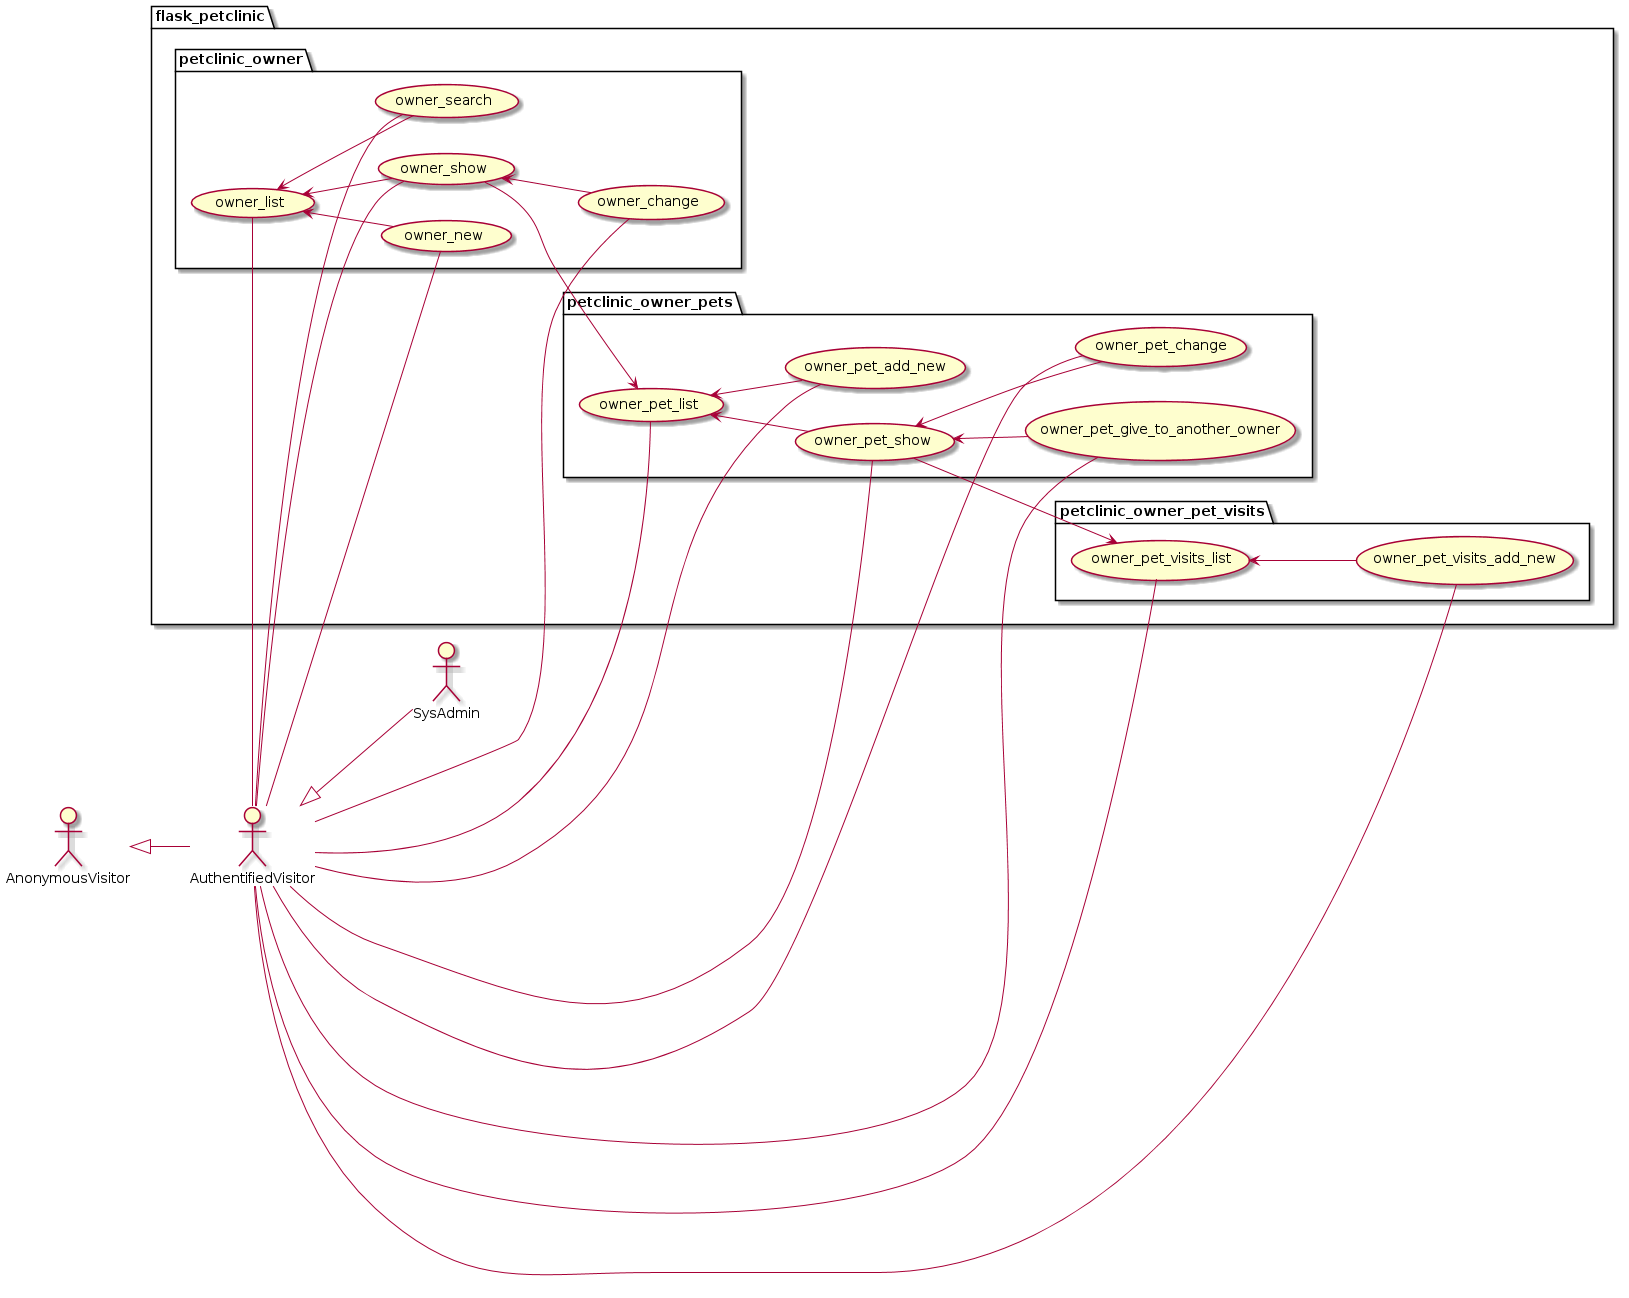 flask_petclinic
petclinic_owner
owner_search
owner_show
owner_list
owner_change
owner_new
petclinic_owner_pets
owner_pet_change
owner_pet_add_new
owner_pet_list
owner_pet_give_to_another_owner
owner_pet_show
petclinic_owner_pet_visits
owner_pet_visits_list
owner_pet_visits_add_new
SysAdmin
AnonymousVisitor
AuthentifiedVisitor